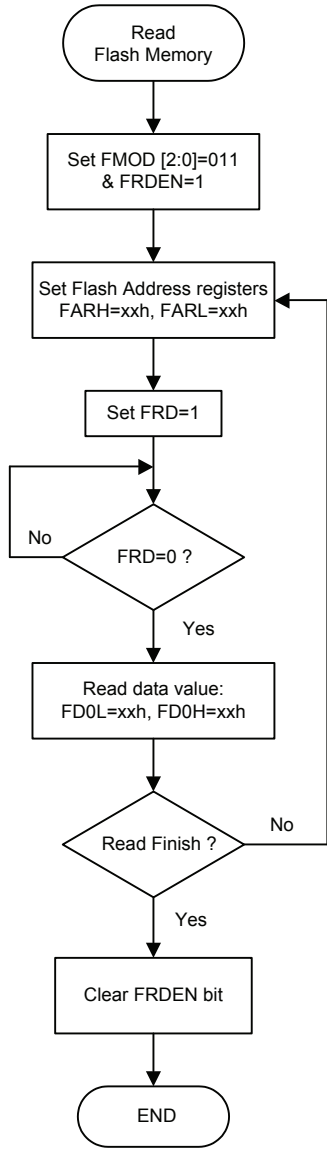 Read
Flash Memory
Set FMOD [2:0]=011
& FRDEN=1
Set Flash Address registers
FARH=xxh, FARL=xxh
Set FRD=1
No
FRD=0 ?
Yes
Read data value:
FD0L=xxh, FD0H=xxh
Read Finish ?
No
Yes
Clear FRDEN bit
END